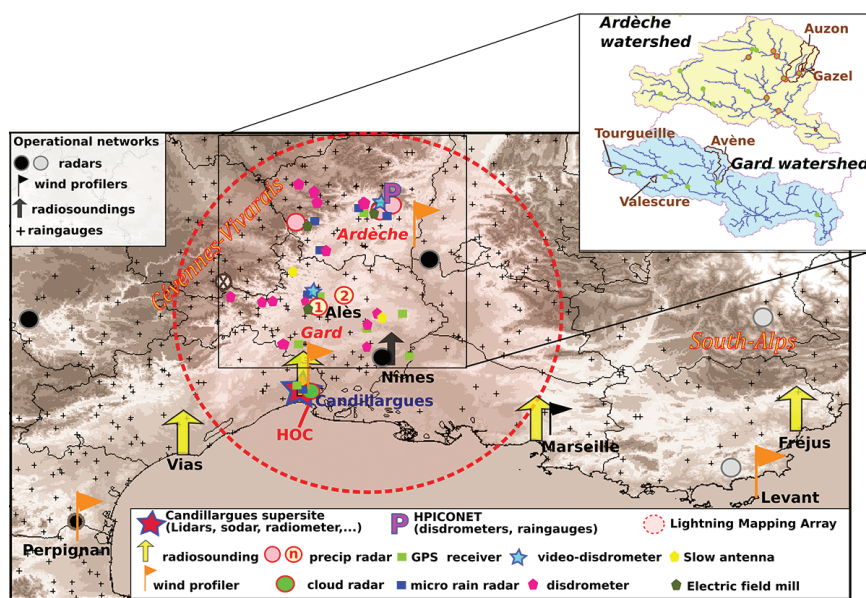 Ardèche
watershed
Auzon
Gazel
Tourgueille
Avène
Gard watershed
Valescure
Operational networks
radars
wind profilers
radiosoundings
raingauges
Cévennes-Vivarais
P
Ardèche
X
1
2
Alès
Gard
Nîmes
South-Alps
Candillargues
HOC
Vias
Marseille
Fréjus
Levant
Perpignan
Candillargues supersite
(Lidars, sodar, radiometer,...)
P HPICONET
(disdrometers, raingauges)
Lightning Mapping Array
radiosounding n precip radar GPS receiver video-disdrometer Slow antenna
wind profiler cloud radar micro rain radar disdrometer Electric field mill